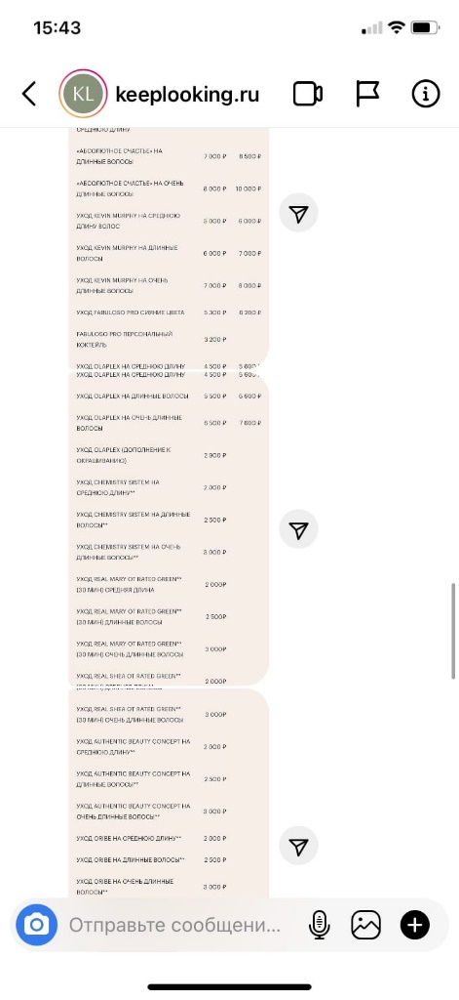 15:43
KL keeplooking.ru
СРЕДНЮЮ ДЛИНУ
«АБСОЛЮТНОЕ СЧАСТЬЕ» НА 7 000 ₽ 8 500 ₽
ДЛИННЫЕ ВОЛОСЫ
«АБСОЛЮТНОЕ СЧАСТЬЕ» НА ОЧЕНЬ 8 000 ₽ 10 000 ₽
ДЛИННЫЕ ВОЛОСЫ
УХОД KEVIN MURPHY НА СРЕДНЮЮ 5 000 ₽ 6 000 ₽
ДЛИНУ ВОЛОС
УХОД KEVIN MURPHY НА ДЛИННЫЕ 6 000 ₽ 7 000 ₽
ВОЛОСЫ
УХОД KEVIN MURPHY НА ОЧЕНЬ 7 000 ₽ 8 000 ₽
ДЛИННЫЕ ВОЛОСЫ
УХОД FABULOSO PRO СИЯНИЕ ЦВЕТА 5 300 ₽ 6 200 ₽
FABULOSO PRO ПЕРСОНАЛЬНЫЙ 3 200 ₽
КОКТЕЙЛЬ
УХОД OLAPLEX НА СРЕДНЮЮ ДЛИНУ 4 500 ₽ 5 600
УХОД OLAPLEX НА СРЕДНЮЮ ДЛИНУ 4 500 ₽ 5 600
УХОД OLAPLEX НА ДЛИННЫЕ ВОЛОСЫ 5 500 ₽ 6 600 ₽
УХОД OLAPLEX НА ОЧЕНЬ ДЛИННЫЕ 6 500 ₽ 7 600 ₽
ВОЛОСЫ
УХОД OLAPLEX (ДОПОЛНЕНИЕ К 2 900 ₽
ОКРАШИВАНИЮ)
УХОД CHEMISTRY SISTEM НА 2 000 ₽
СРЕДНЮЮ ДЛИНУ**
УХОД CHEMISTRY SISTEM НА ДЛИННЫЕ 2 500 ₽
ВОЛОСЫ**
УХОД CHEMISTRY SISTEM НА ОЧЕНЬ 3 000 ₽
ДЛИННЫЕ ВОЛОСЫ**
УХОД REAL MARY ОТ RATED GREEN** 2 000₽
(30 МИН) СРЕДНЯЯ ДЛИНА
УХОД REAL MARY ОТ RATED GREEN** 2 500₽
(30 МИН) ДЛИННЫЕ ВОЛОСЫ
УХОД REAL MARY ОТ RATED GREEN** 3 000₽
(30 МИН) ОЧЕНЬ ДЛИННЫЕ ВОЛОСЫ
УХОД REAL SHEA ОТ RATED GREEN** 2 000₽
УХОД REAL SHEA ОТ RATED GREEN** 3 000₽
(30 МИН) ОЧЕНЬ ДЛИННЫЕ ВОЛОСЫ
УХОД AUTHENTIC BEAUTY CONCEPT НА 2 000 ₽
СРЕДНЮЮ ДЛИНУ**
УХОД AUTHENTIC BEAUTY CONCEPT НА 2 500 ₽
ДЛИННЫЕ ВОЛОСЫ**
УХОД AUTHENTIC BEAUTY CONCEPT НА 3 000 ₽
ОЧЕНЬ ДЛИННЫЕ ВОЛОСЫ**
УХОД ORIBE НА СРЕДНЮЮ ДЛИНУ** 2 000 ₽
УХОД ORIBE НА ДЛИННЫЕ ВОЛОСЫ** 2 500 ₽
УХОД ORIBE НА ОЧЕНЬ ДЛИННЫЕ 3 000 ₽
ВОЛОСЫ**
Отправьте сообщени...